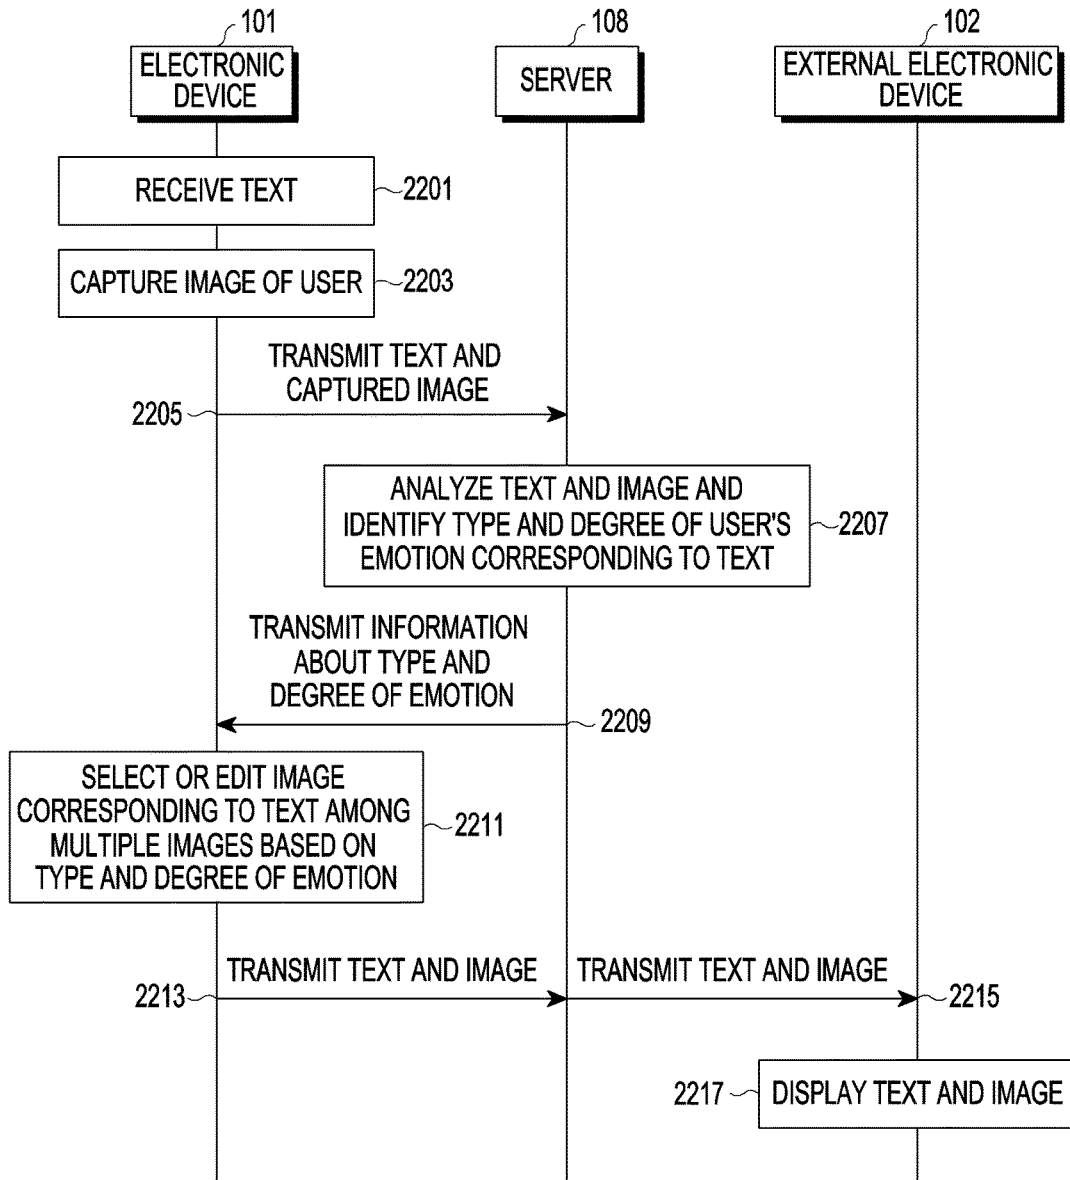 101
108
102
ELECTRONIC
DEVICE
SERVER
EXTERNAL ELECTRONIC
DEVICE
RECEIVE TEXT
2201
CAPTURE IMAGE OF USER
2203
TRANSMIT TEXT AND
CAPTURED IMAGE
2205
ANALYZE TEXT AND IMAGE AND
IDENTIFY TYPE AND DEGREE OF USER'S
EMOTION CORRESPONDING TO TEXT
2207
TRANSMIT INFORMATION
ABOUT TYPE AND
DEGREE OF EMOTION
2209
SELECT OR EDIT IMAGE
CORRESPONDING TO TEXT AMONG
MULTIPLE IMAGES BASED ON
TYPE AND DEGREE OF EMOTION
2211
TRANSMIT TEXT AND IMAGE
TRANSMIT TEXT AND IMAGE
2213
2215
2217
DISPLAY TEXT AND IMAGE